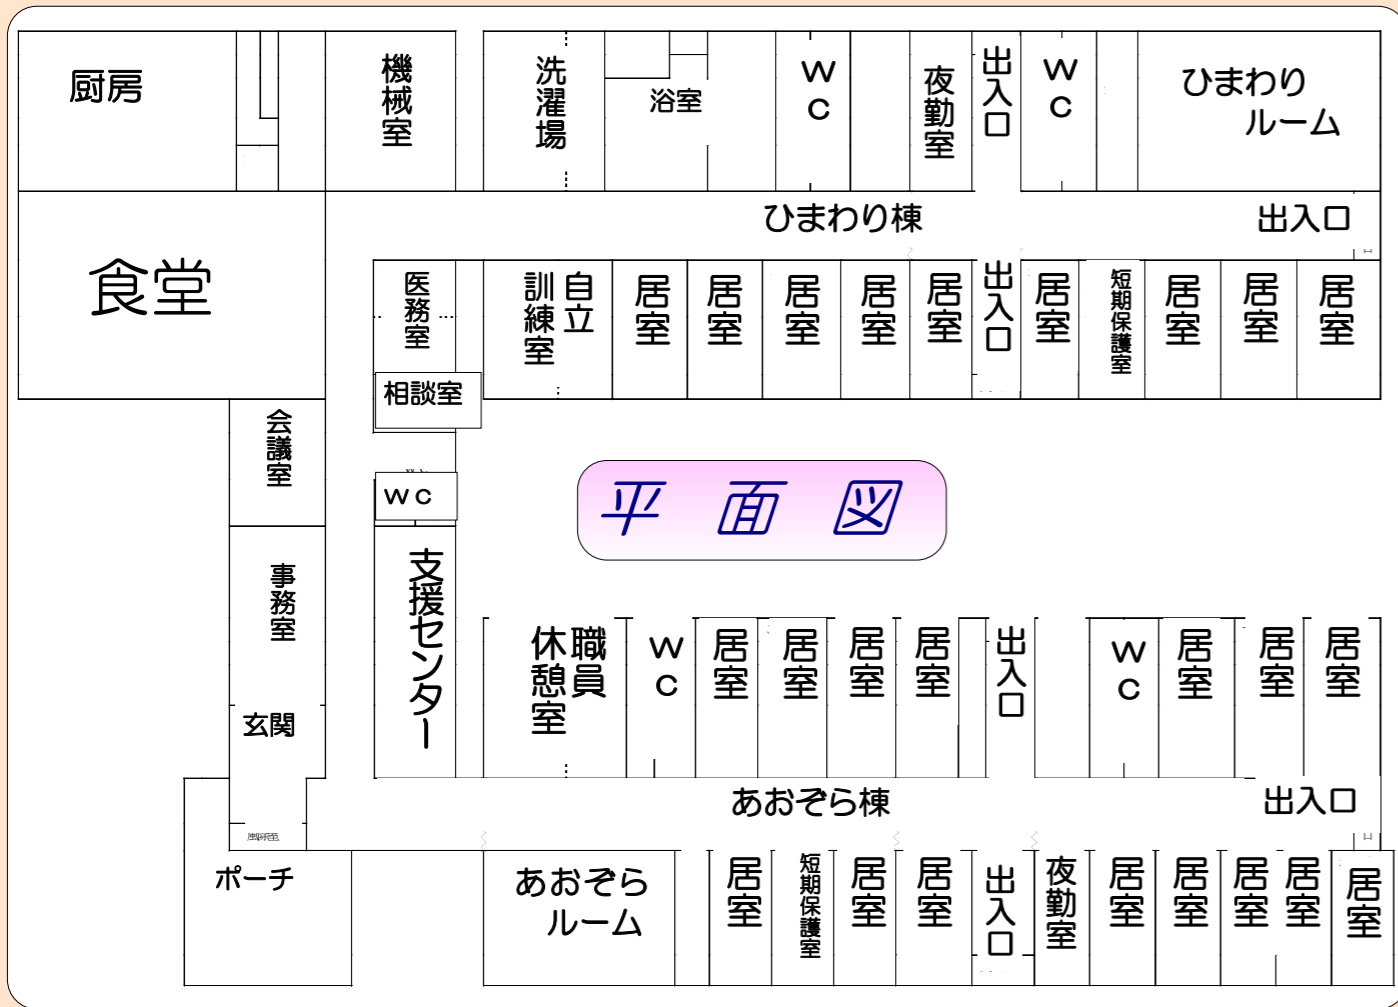 厨房
機械室
洗濯場
浴室
WC
夜勤室
出入口
WC
ひまわり
ルーム
ひまわり棟
出入口
食堂
医務室
自立
訓練室
居室
居室
居室
居室
居室
出入口
居室
短期保護室
居室
居室
居室
相談室
会議室
WC
平面図
事務室
支援センター
職員
休憩室
WC
居室
居室
居室
居室
出入口
WC
居室
居室
居室
玄関
あおぞら棟
出入口
ポーチ
あおぞら
ルーム
居室
短期保護室
居室
居室
出入口
夜勤室
居室
居室
居室
居室
居室